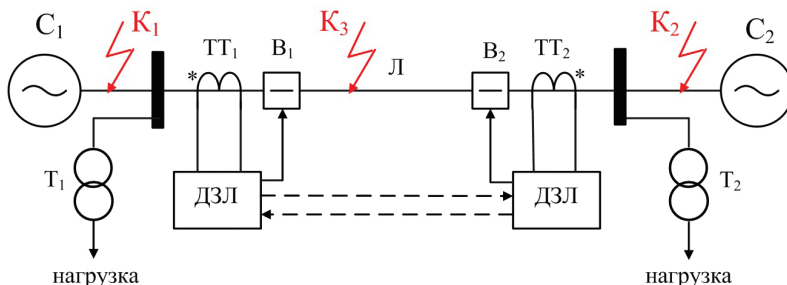 С₁ К₁ ТТ₁ В₁ К₃ Л В₂ ТТ₂ К₂ С₂
* *
Т₁ ДЗЛ ДЗЛ Т₂
нагрузка нагрузка